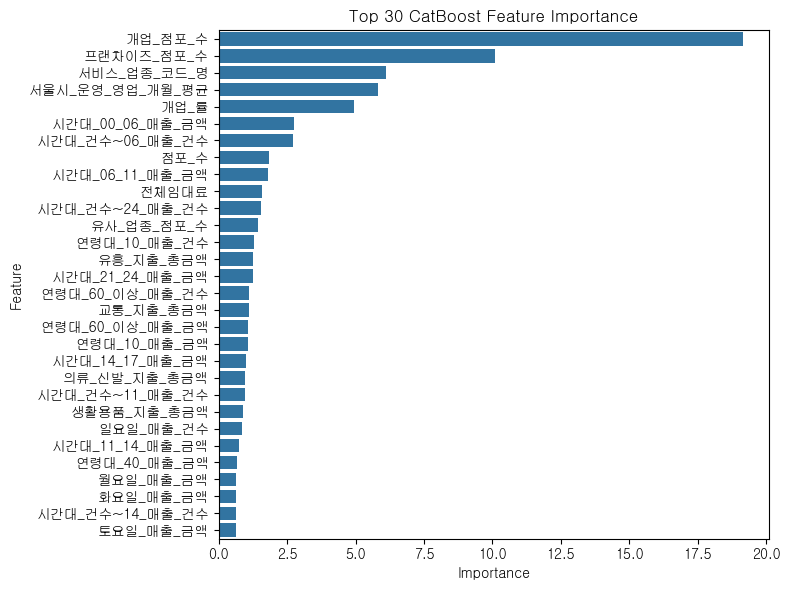 Top 30 CatBoost Feature Importance
개업_점포_수
프랜차이즈_점포_수
서비스_업종_코드_명
서울시_운영_영업_개월_평균
개업_률
시간대_00_06_매출_금액
시간대_건수~06_매출_건수
점포_수
시간대_06_11_매출_금액
전체임대료
시간대_건수~24_매출_건수
유사_업종_점포_수
연령대_10_매출_건수
유흥_지출_총금액
시간대_21_24_매출_금액
연령대_60_이상_매출_건수
교통_지출_총금액
연령대_60_이상_매출_금액
연령대_10_매출_금액
시간대_14_17_매출_금액
의류_신발_지출_총금액
시간대_건수~11_매출_건수
생활용품_지출_총금액
일요일_매출_건수
시간대_11_14_매출_금액
연령대_40_매출_금액
월요일_매출_금액
화요일_매출_금액
시간대_건수~14_매출_건수
토요일_매출_금액
Feature
0.0 2.5 5.0 7.5 10.0 12.5 15.0 17.5 20.0
Importance